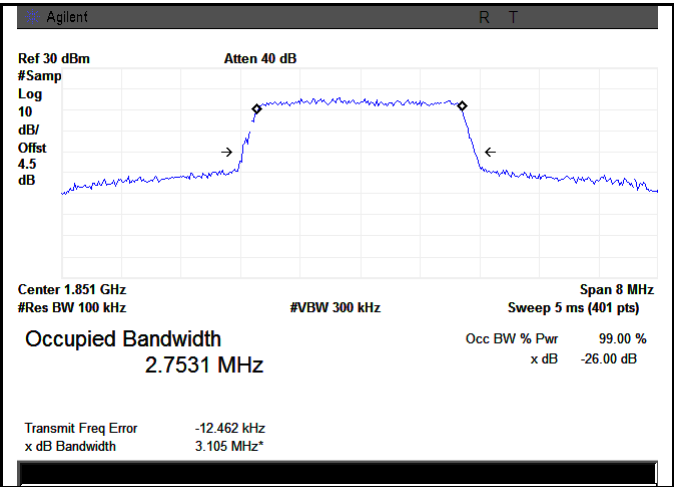 Agilent R T
Ref 30 dBm Atten 40 dB
#Samp
Log
10
dB/
Offst
4.5
dB
Center 1.851 GHz Span 8 MHz
#Res BW 100 kHz #VBW 300 kHz Sweep 5 ms (401 pts)
Occupied Bandwidth Occ BW % Pwr 99.00 %
2.7531 MHz x dB -26.00 dB
Transmit Freq Error -12.462 kHz
x dB Bandwidth 3.105 MHz*